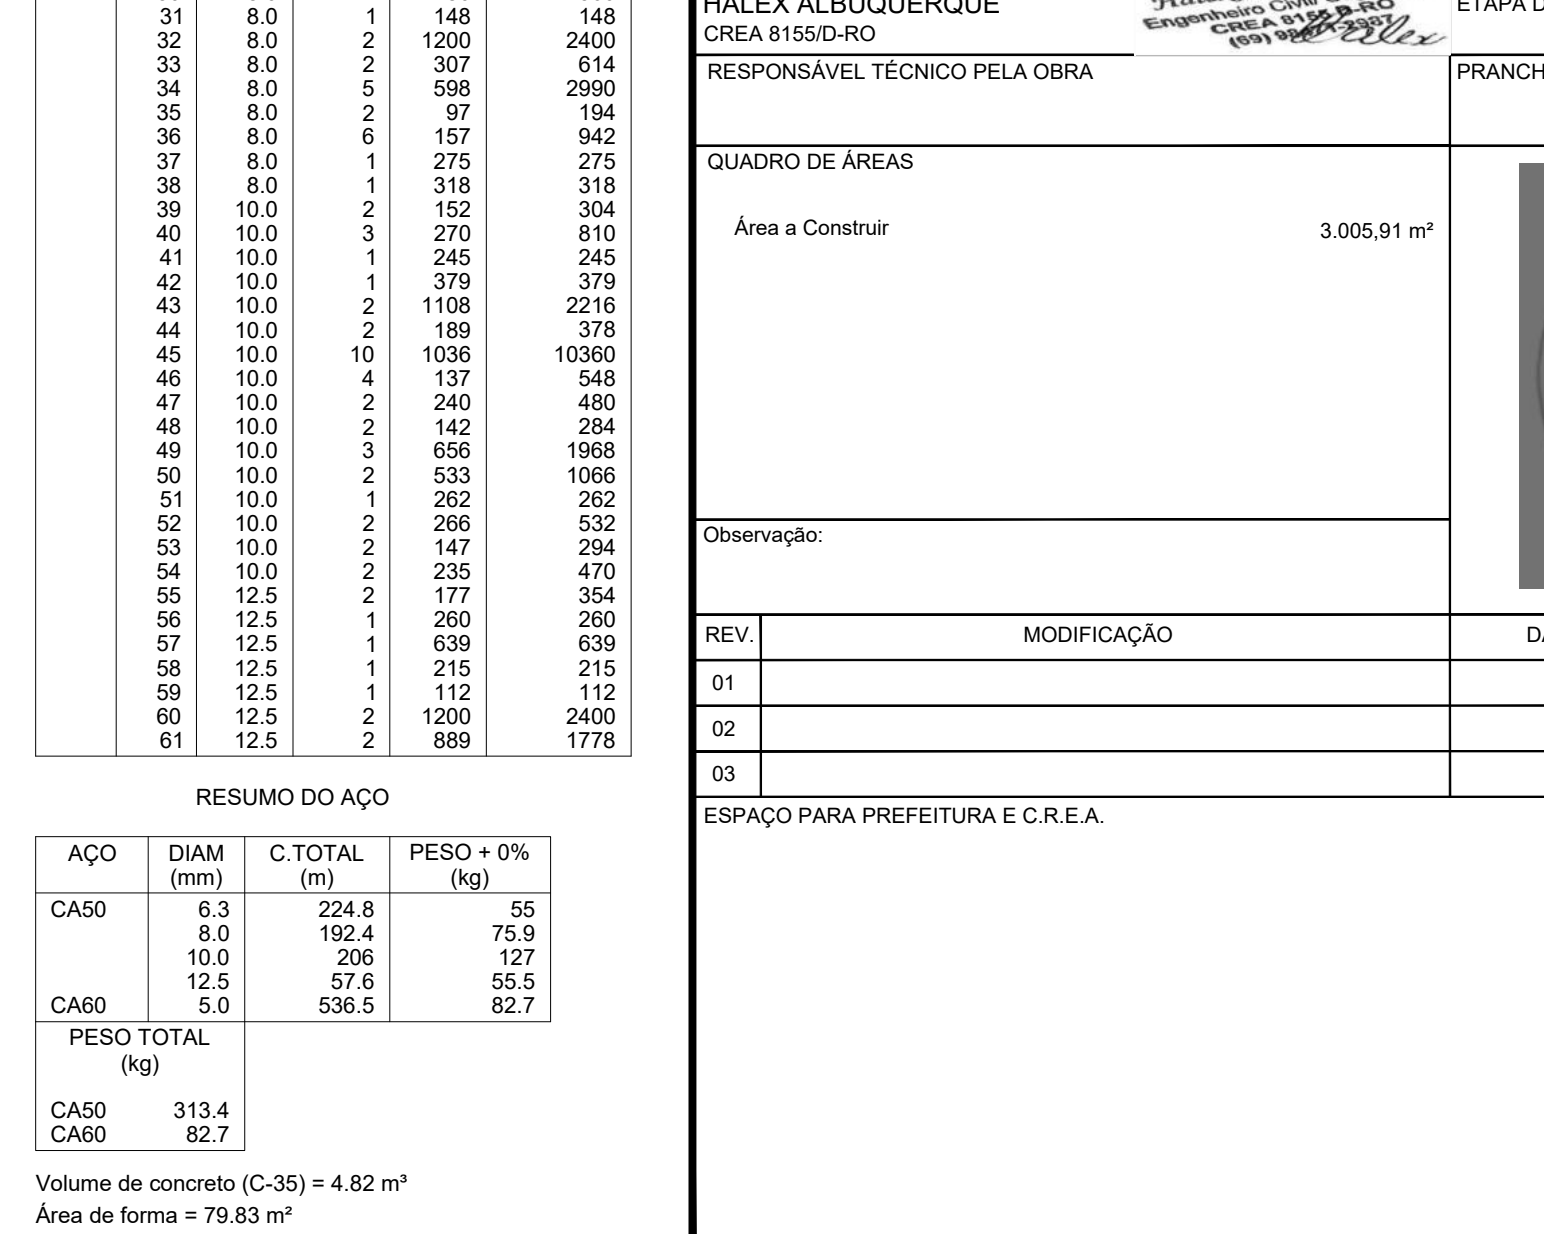 31 8.0 1 148 148
32 8.0 2 1200 2400
33 8.0 2 307 614
34 8.0 5 598 2990
35 8.0 2 97 194
36 8.0 6 157 942
37 8.0 1 275 275
38 8.0 1 318 318
39 10.0 2 152 304
40 10.0 3 270 810
41 10.0 1 245 245
42 10.0 1 379 379
43 10.0 2 1108 2216
44 10.0 2 189 378
45 10.0 10 1036 10360
46 10.0 4 137 548
47 10.0 2 240 480
48 10.0 2 142 284
49 10.0 3 656 1968
50 10.0 2 533 1066
51 10.0 1 262 262
52 10.0 2 266 532
53 10.0 2 147 294
54 10.0 2 235 470
55 12.5 2 177 354
56 12.5 1 260 260
57 12.5 1 639 639
58 12.5 1 215 215
59 12.5 1 112 112
60 12.5 2 1200 2400
61 12.5 2 889 1778
RESUMO DO AÇO
AÇO DIAM C.TOTAL PESO + 0%
(mm) (m) (kg)
CA50 6.3 224.8 55
8.0 192.4 75.9
10.0 206 127
12.5 57.6 55.5
CA60 5.0 536.5 82.7
PESO TOTAL
(kg)
CA50 313.4
CA60 82.7
Volume de concreto (C-35) = 4.82 m³
Área de forma = 79.83 m²
HALEX ALBUQUERQUE
CREA 8155/D-RO
Engenheiro Civil
CREA 8155 D-RO
(69)
ETAPA D
RESPONSÁVEL TÉCNICO PELA OBRA
PRANCH
QUADRO DE ÁREAS
Área a Construir 3.005,91 m²
Observação:
REV. MODIFICAÇÃO DA
01
02
03
ESPAÇO PARA PREFEITURA E C.R.E.A.